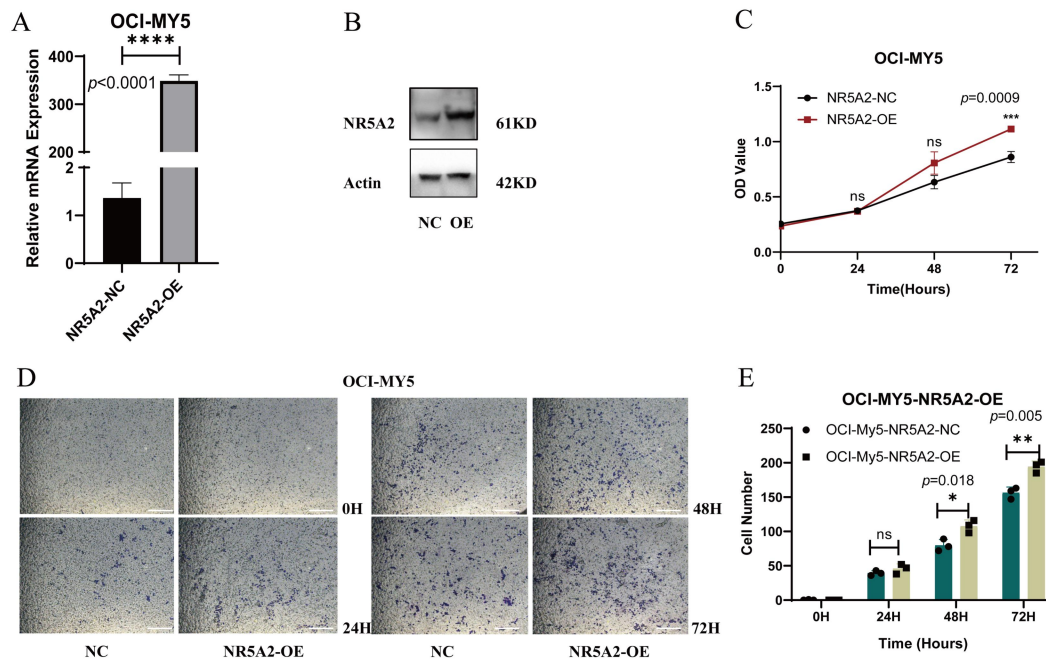 A
OCI-MY5
****
p<0.0001
Relative mRNA Expression
400
300
200
100
2
1
0
NR5A2-NC
NR5A2-OE
B
NR5A2
61KD
Actin
42KD
NC OE
C
OCI-MY5
NR5A2-NC
NR5A2-OE
p=0.0009
***
ns
ns
OD Value
1.5
1.0
0.5
0.0
0 24 48 72
Time(Hours)
D
OCI-MY5
0H
48H
24H
72H
NC NR5A2-OE NC NR5A2-OE
E
OCI-MY5-NR5A2-OE
p=0.005
OCI-My5-NR5A2-NC
OCI-My5-NR5A2-OE
**
p=0.018
*
ns
Cell Number
250
200
150
100
50
0
0H 24H 48H 72H
Time (Hours)